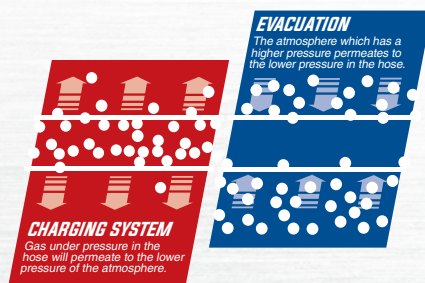 EVACUATION
The atmosphere which has a
higher pressure permeates to
the lower pressure in the hose.
CHARGING SYSTEM
Gas under pressure in the
hose will permeate to the lower
pressure of the atmosphere.